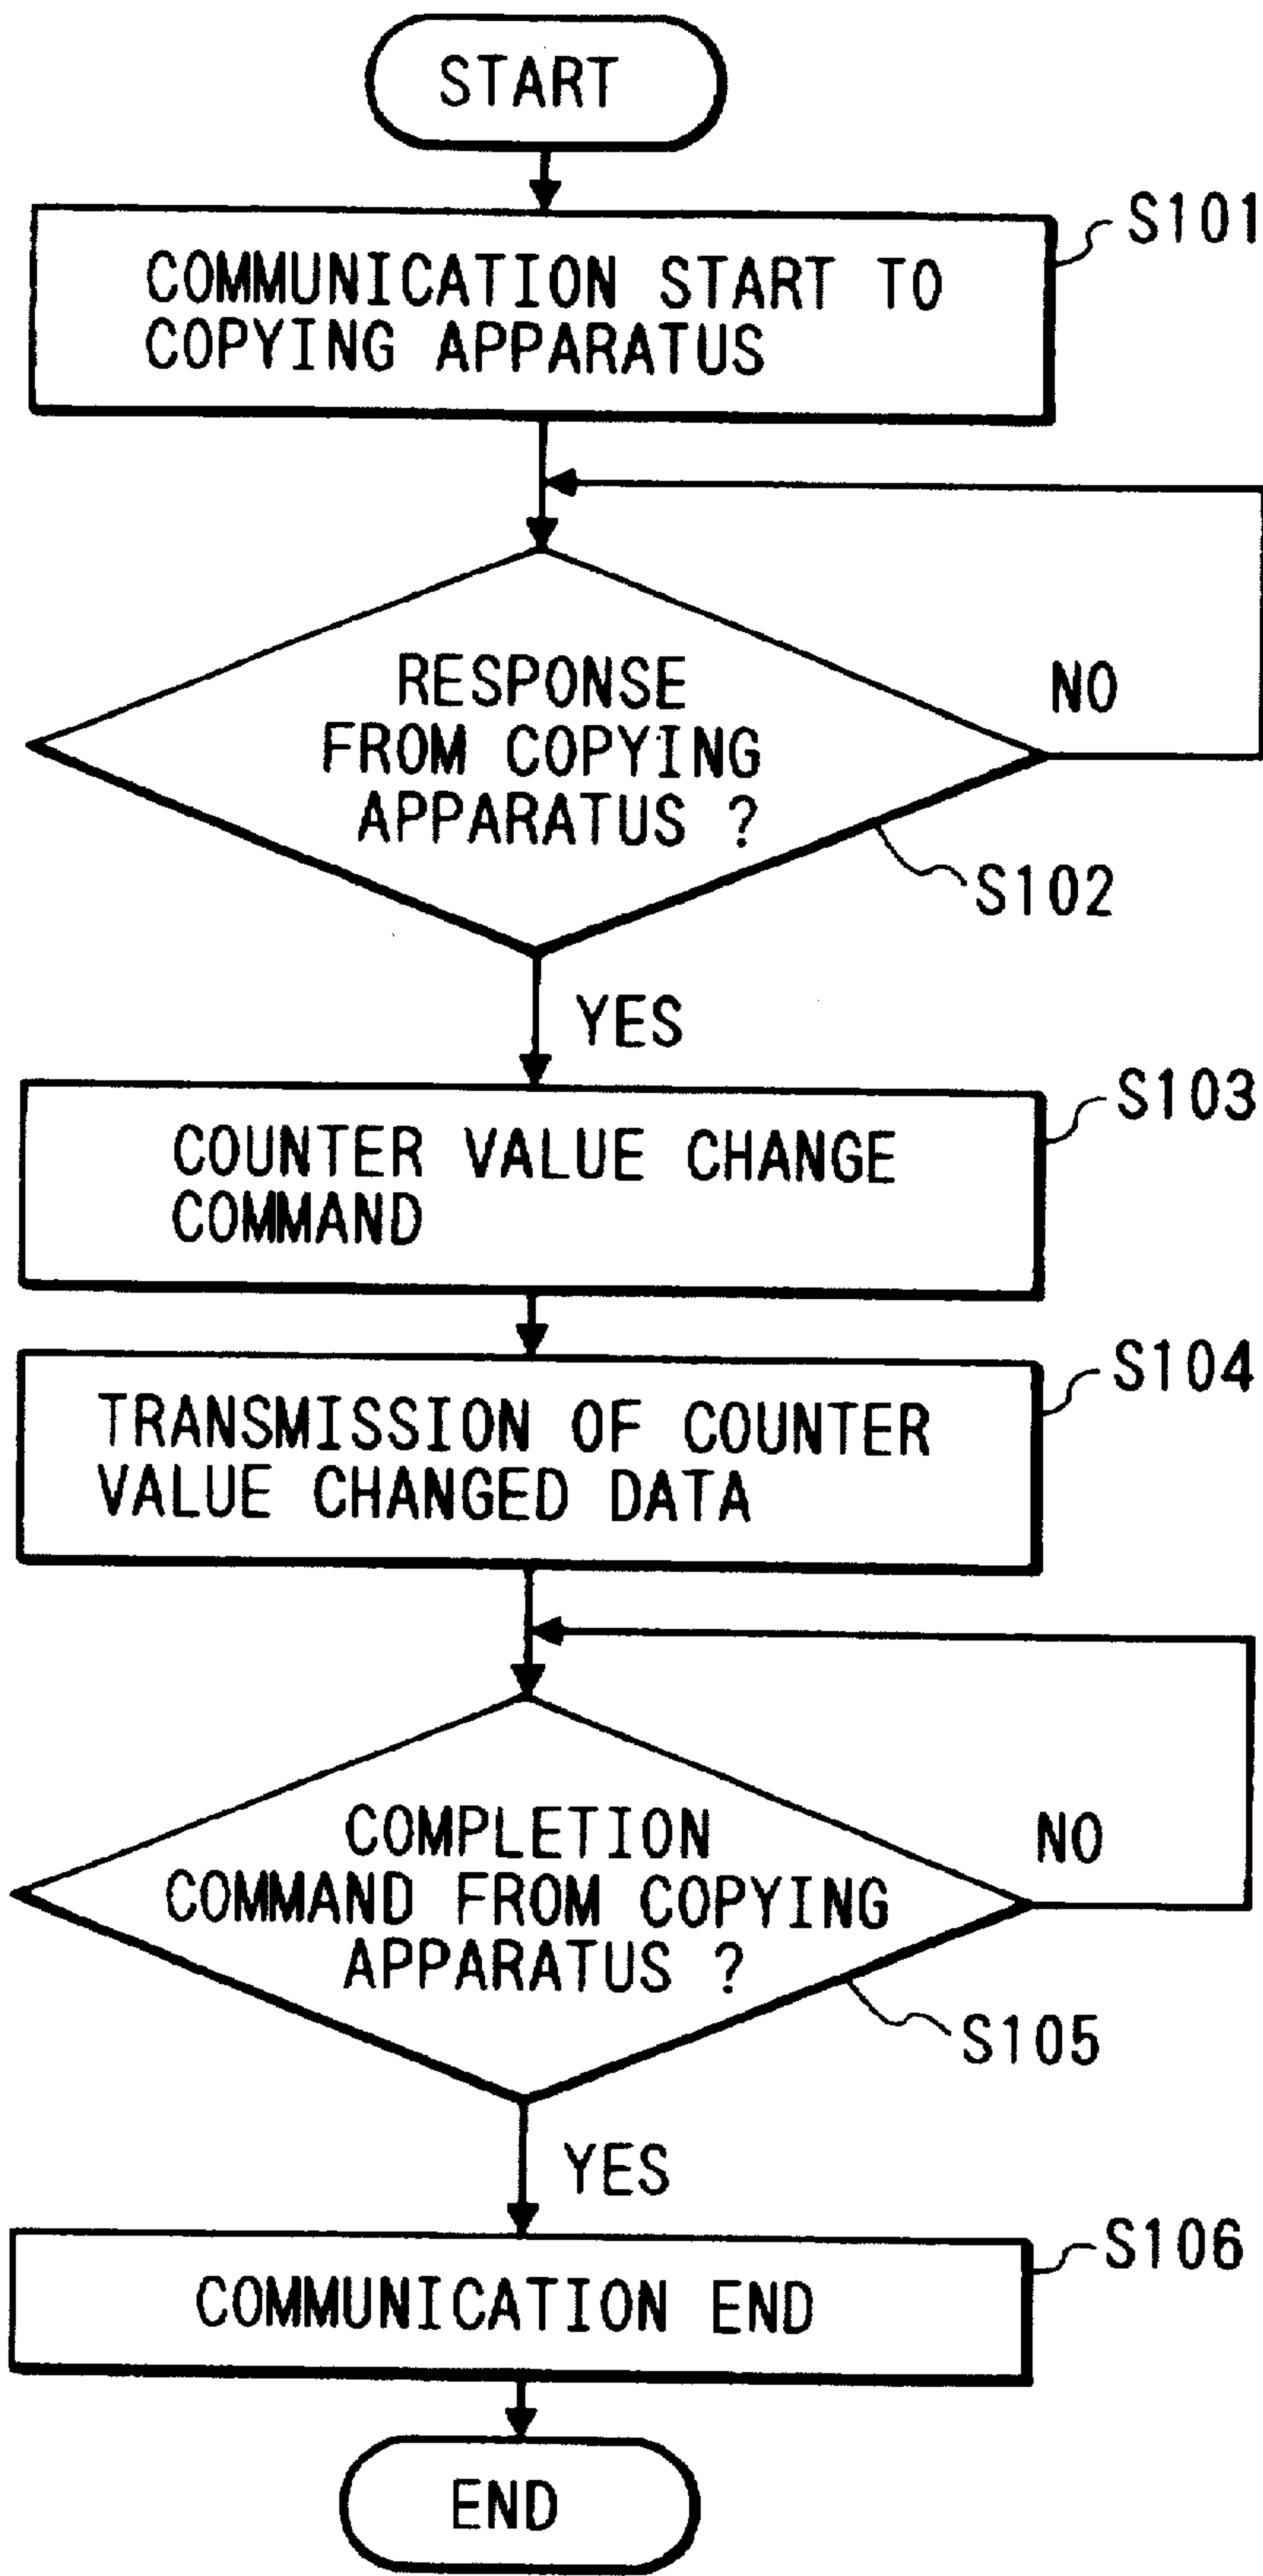 START
S101
COMMUNICATION START TO
COPYING APPARATUS
RESPONSE
FROM COPYING
APPARATUS ?
NO
S102
YES
S103
COUNTER VALUE CHANGE
COMMAND
S104
TRANSMISSION OF COUNTER
VALUE CHANGED DATA
COMPLETION
COMMAND FROM COPYING
APPARATUS ?
NO
S105
YES
S106
COMMUNICATION END
END